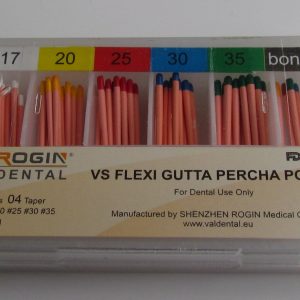 17 20 25 30 35 bon
ROGIN®
DENTAL
VS FLEXI GUTTA PERCHA PO
For Dental Use Only
04 Taper
0 #25 #30 #35
Manufactured by SHENZHEN ROGIN Medical C
www.valdental.eu